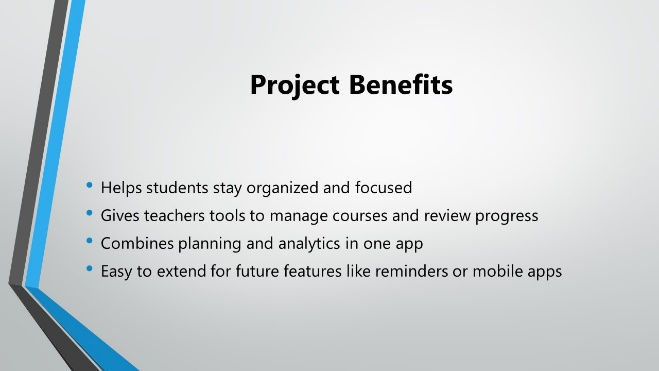 Project Benefits
• Helps students stay organized and focused
• Gives teachers tools to manage courses and review progress
• Combines planning and analytics in one app
• Easy to extend for future features like reminders or mobile apps